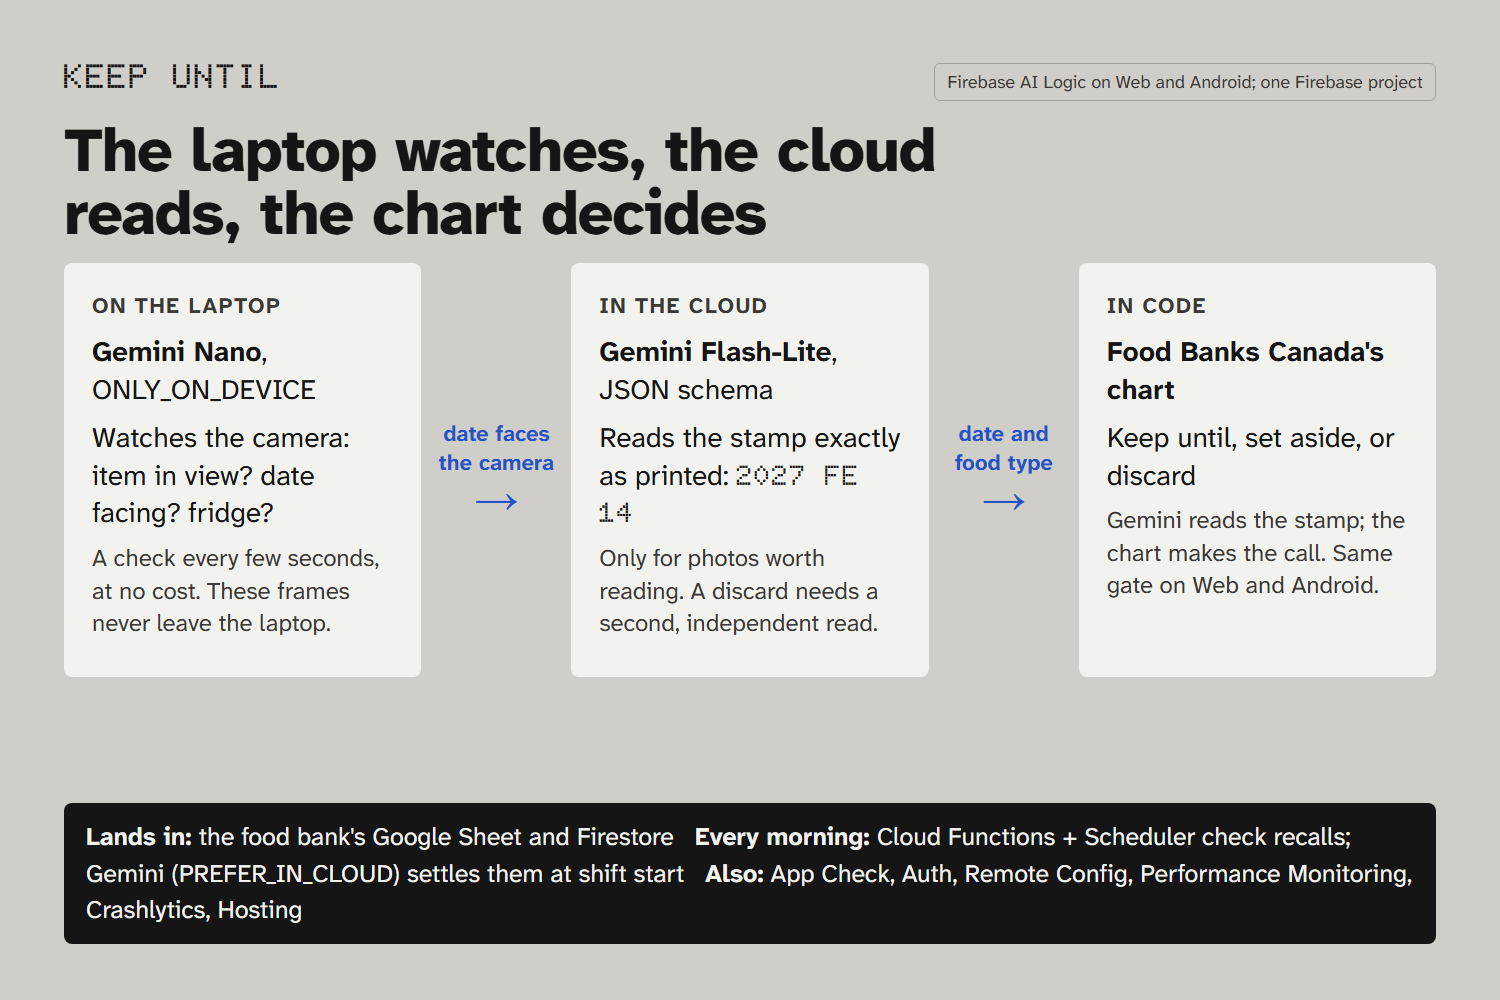 KEEP UNTIL
Firebase AI Logic on Web and Android; one Firebase project
The laptop watches, the cloud
reads, the chart decides
ON THE LAPTOP
Gemini Nano,
ONLY_ON_DEVICE
Watches the camera:
item in view? date
facing? fridge?
A check every few seconds,
at no cost. These frames
never leave the laptop.
date faces
the camera
→
IN THE CLOUD
Gemini Flash-Lite,
JSON schema
Reads the stamp exactly
as printed: 2027 FE
14
Only for photos worth
reading. A discard needs a
second, independent read.
date and
food type
→
IN CODE
Food Banks Canada's
chart
Keep until, set aside, or
discard
Gemini reads the stamp; the
chart makes the call. Same
gate on Web and Android.
Lands in: the food bank's Google Sheet and Firestore Every morning: Cloud Functions + Scheduler check recalls;
Gemini (PREFER_IN_CLOUD) settles them at shift start Also: App Check, Auth, Remote Config, Performance Monitoring,
Crashlytics, Hosting